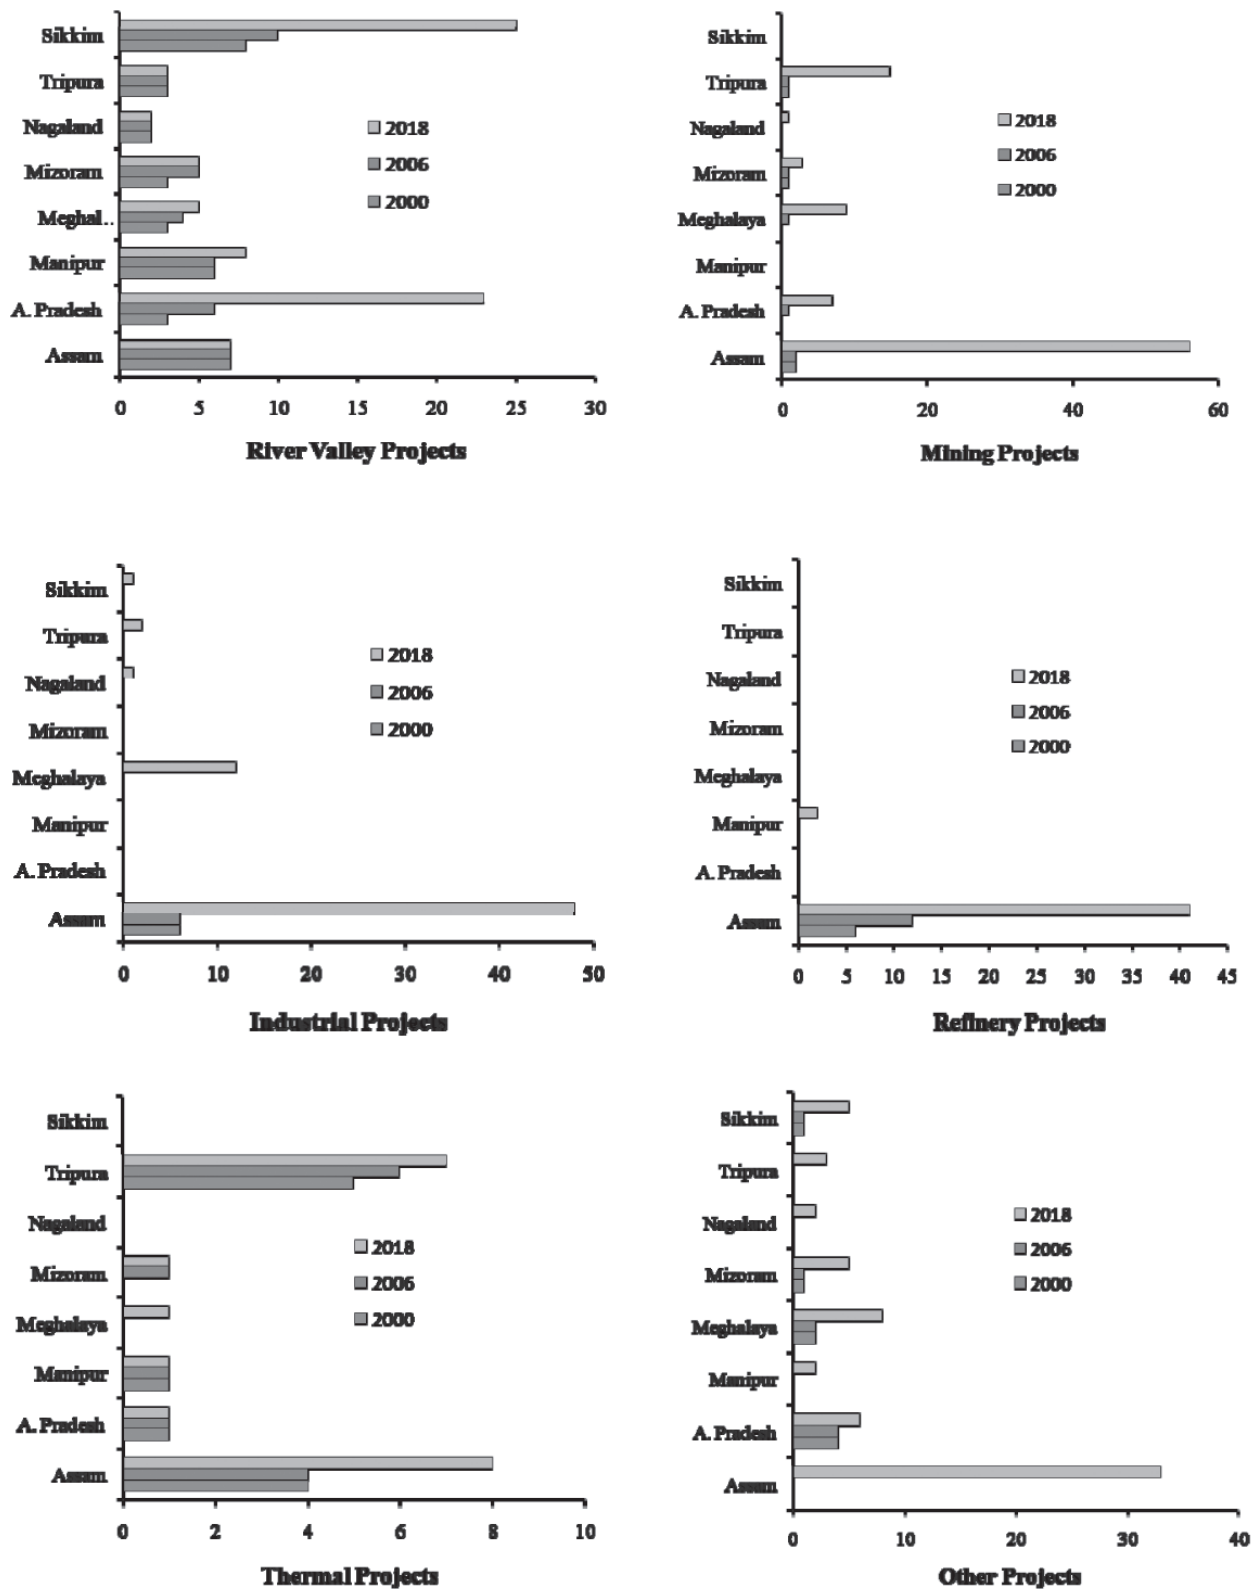 Sikkim
Tripura
Nagaland
Mizoram
Meghal..
Manipur
A. Pradesh
Assam
2018
2006
2000
0 5 10 15 20 25 30
River Valley Projects
Sikkim
Tripura
Nagaland
Mizoram
Meghalaya
Manipur
A. Pradesh
Assam
2018
2006
2000
0 20 40 60
Mining Projects
Sikkim
Tripura
Nagaland
Mizoram
Meghalaya
Manipur
A. Pradesh
Assam
2018
2006
2000
0 10 20 30 40 50
Industrial Projects
Sikkim
Tripura
Nagaland
Mizoram
Meghalaya
Manipur
A. Pradesh
Assam
2018
2006
2000
0 5 10 15 20 25 30 35 40 45
Refinery Projects
Sikkim
Tripura
Nagaland
Mizoram
Meghalaya
Manipur
A. Pradesh
Assam
2018
2006
2000
0 2 4 6 8 10
Thermal Projects
Sikkim
Tripura
Nagaland
Mizoram
Meghalaya
Manipur
A. Pradesh
Assam
2018
2006
2000
0 10 20 30 40
Other Projects